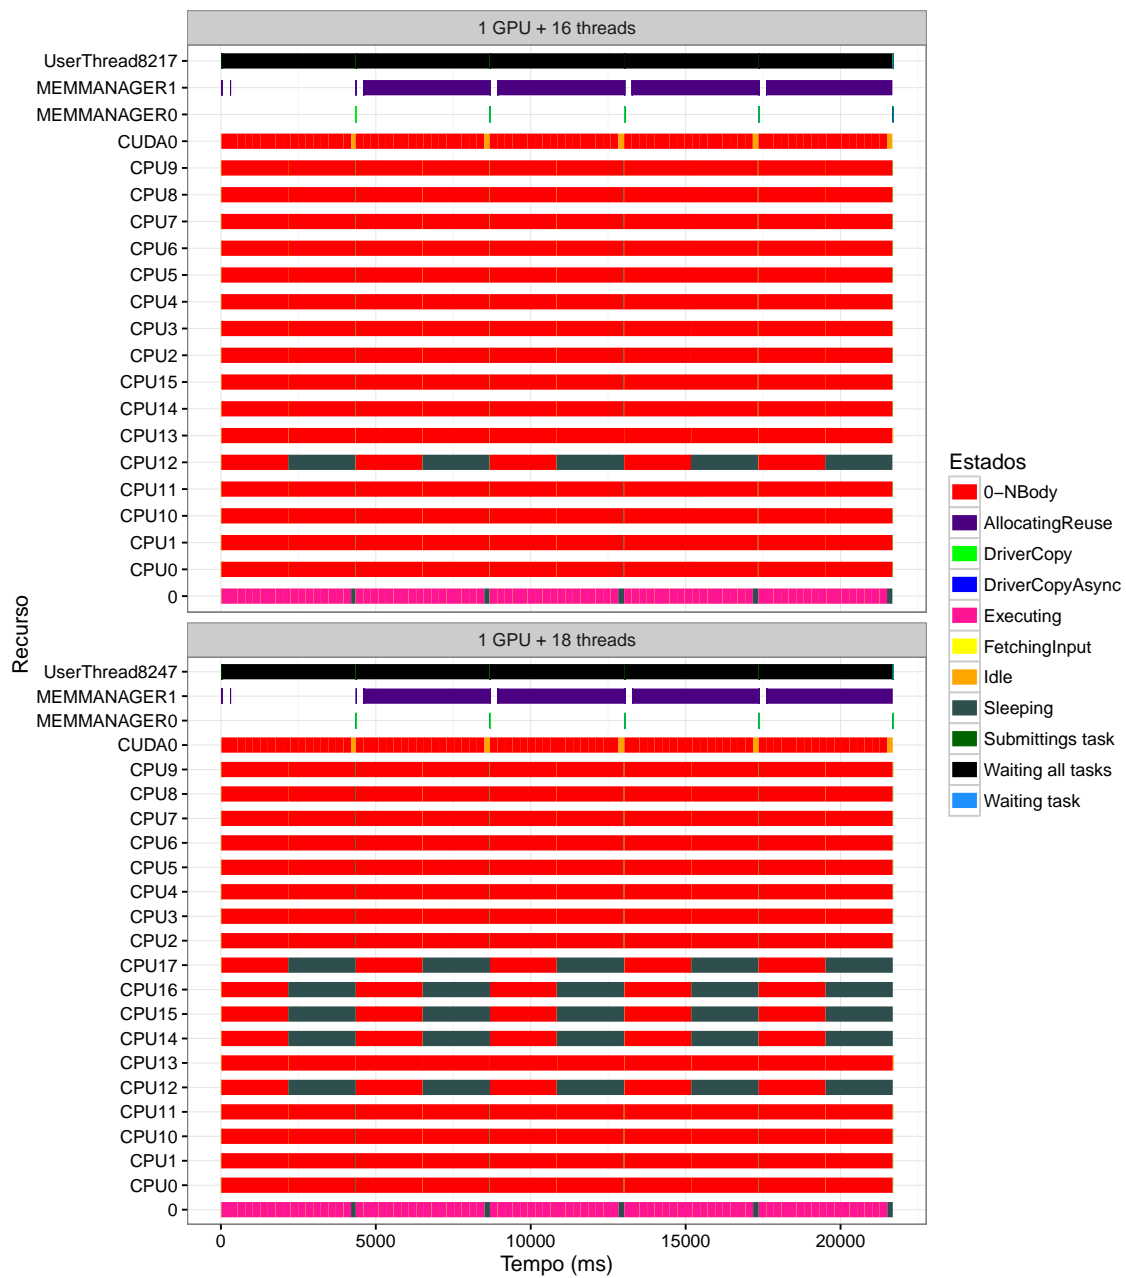 1 GPU + 16 threads
UserThread8217
MEMMANAGER1
MEMMANAGER0
CUDA0
CPU9
CPU8
CPU7
CPU6
CPU5
CPU4
CPU3
CPU2
CPU15
CPU14
CPU13
CPU12
CPU11
CPU10
CPU1
CPU0
0
1 GPU + 18 threads
UserThread8247
MEMMANAGER1
MEMMANAGER0
CUDA0
CPU9
CPU8
CPU7
CPU6
CPU5
CPU4
CPU3
CPU2
CPU17
CPU16
CPU15
CPU14
CPU13
CPU12
CPU11
CPU10
CPU1
CPU0
0
0 5000 10000 15000 20000
Tempo (ms)
Recurso
Estados
0−NBody
AllocatingReuse
DriverCopy
DriverCopyAsync
Executing
FetchingInput
Idle
Sleeping
Submittings task
Waiting all tasks
Waiting task